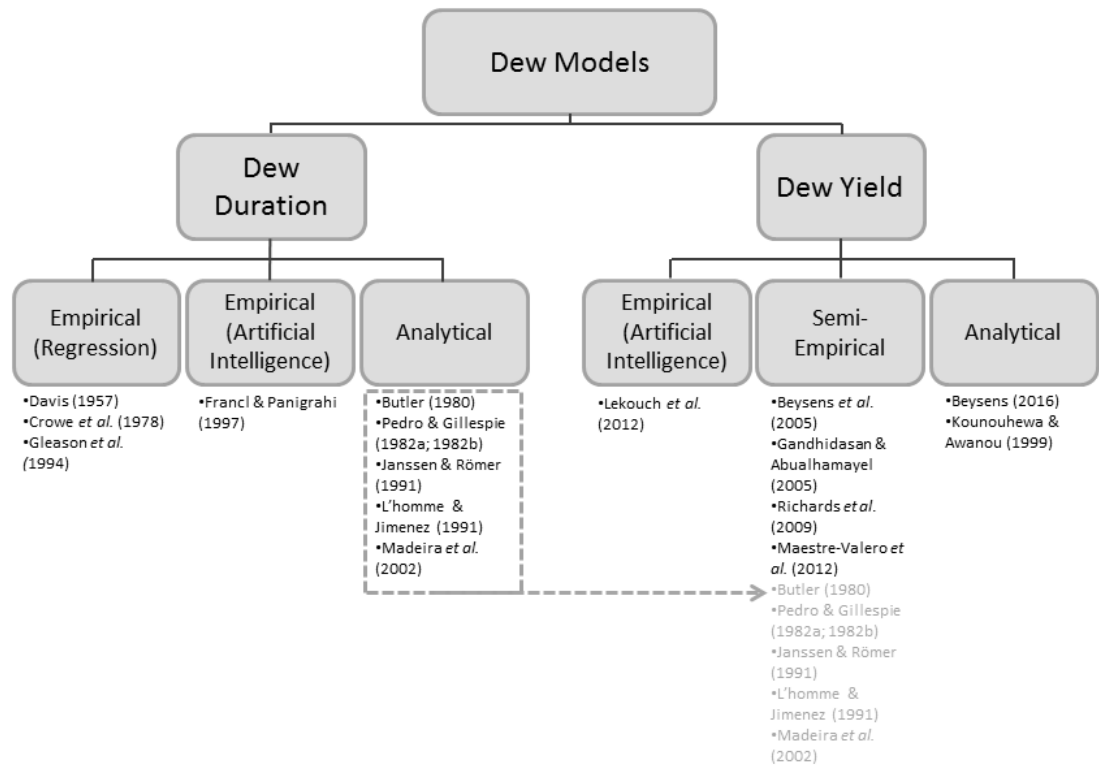 Dew Models
Dew
Duration
Dew Yield
Empirical
(Regression)
Empirical
(Artificial
Intelligence)
Analytical
Empirical
(Artificial
Intelligence)
Semi-
Empirical
Analytical
•Davis (1957)
•Crowe et al. (1978)
•Gleason et al.
(1994)
•Francl & Panigrahi
(1997)
•Butler (1980)
•Pedro & Gillespie
(1982a; 1982b)
•Janssen & Römer
(1991)
•L'homme &
Jimenez (1991)
•Madeira et al.
(2002)
•Lekouch et al.
(2012)
•Beysens et al.
(2005)
•Gandhidasan &
Abualhamayel
(2005)
•Richards et al.
(2009)
•Maestre-Valero et
al. (2012)
•Butler (1980)
•Pedro & Gillespie
(1982a; 1982b)
•Janssen & Römer
(1991)
•L'homme &
Jimenez (1991)
•Madeira et al.
(2002)
•Beysens (2016)
•Kounouhewa &
Awanou (1999)